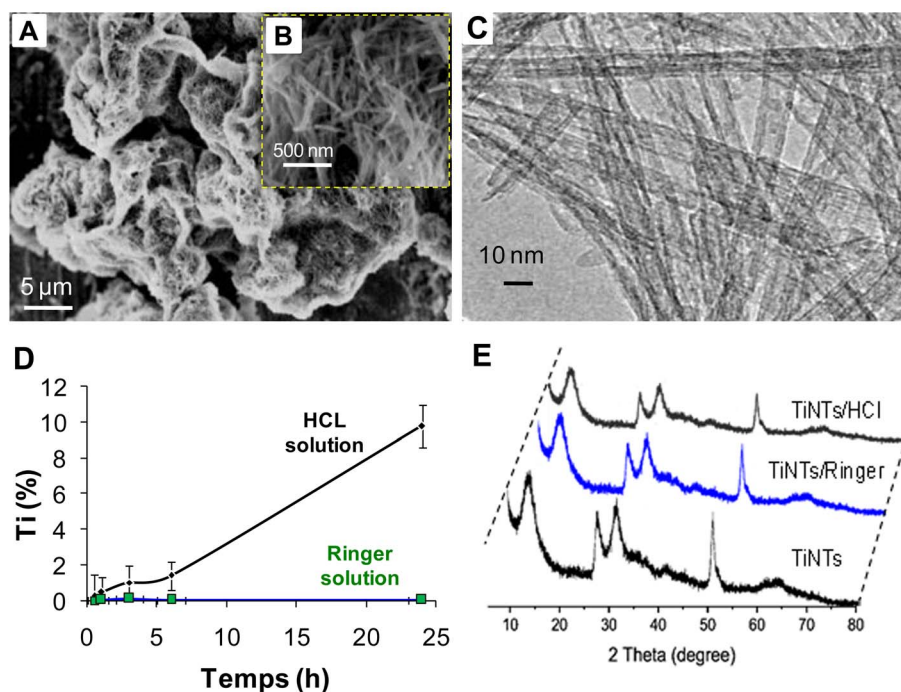 A
5 µm
B
500 nm
C
10 nm
D
12
10
8
6
4
2
0
Ti (%)
HCL
solution
Ringer
solution
0
5
10
15
20
25
Temps (h)
E
TiNTs/HCl
TiNTs/Ringer
TiNTs
10
20
30
40
50
60
70
80
2 Theta (degree)